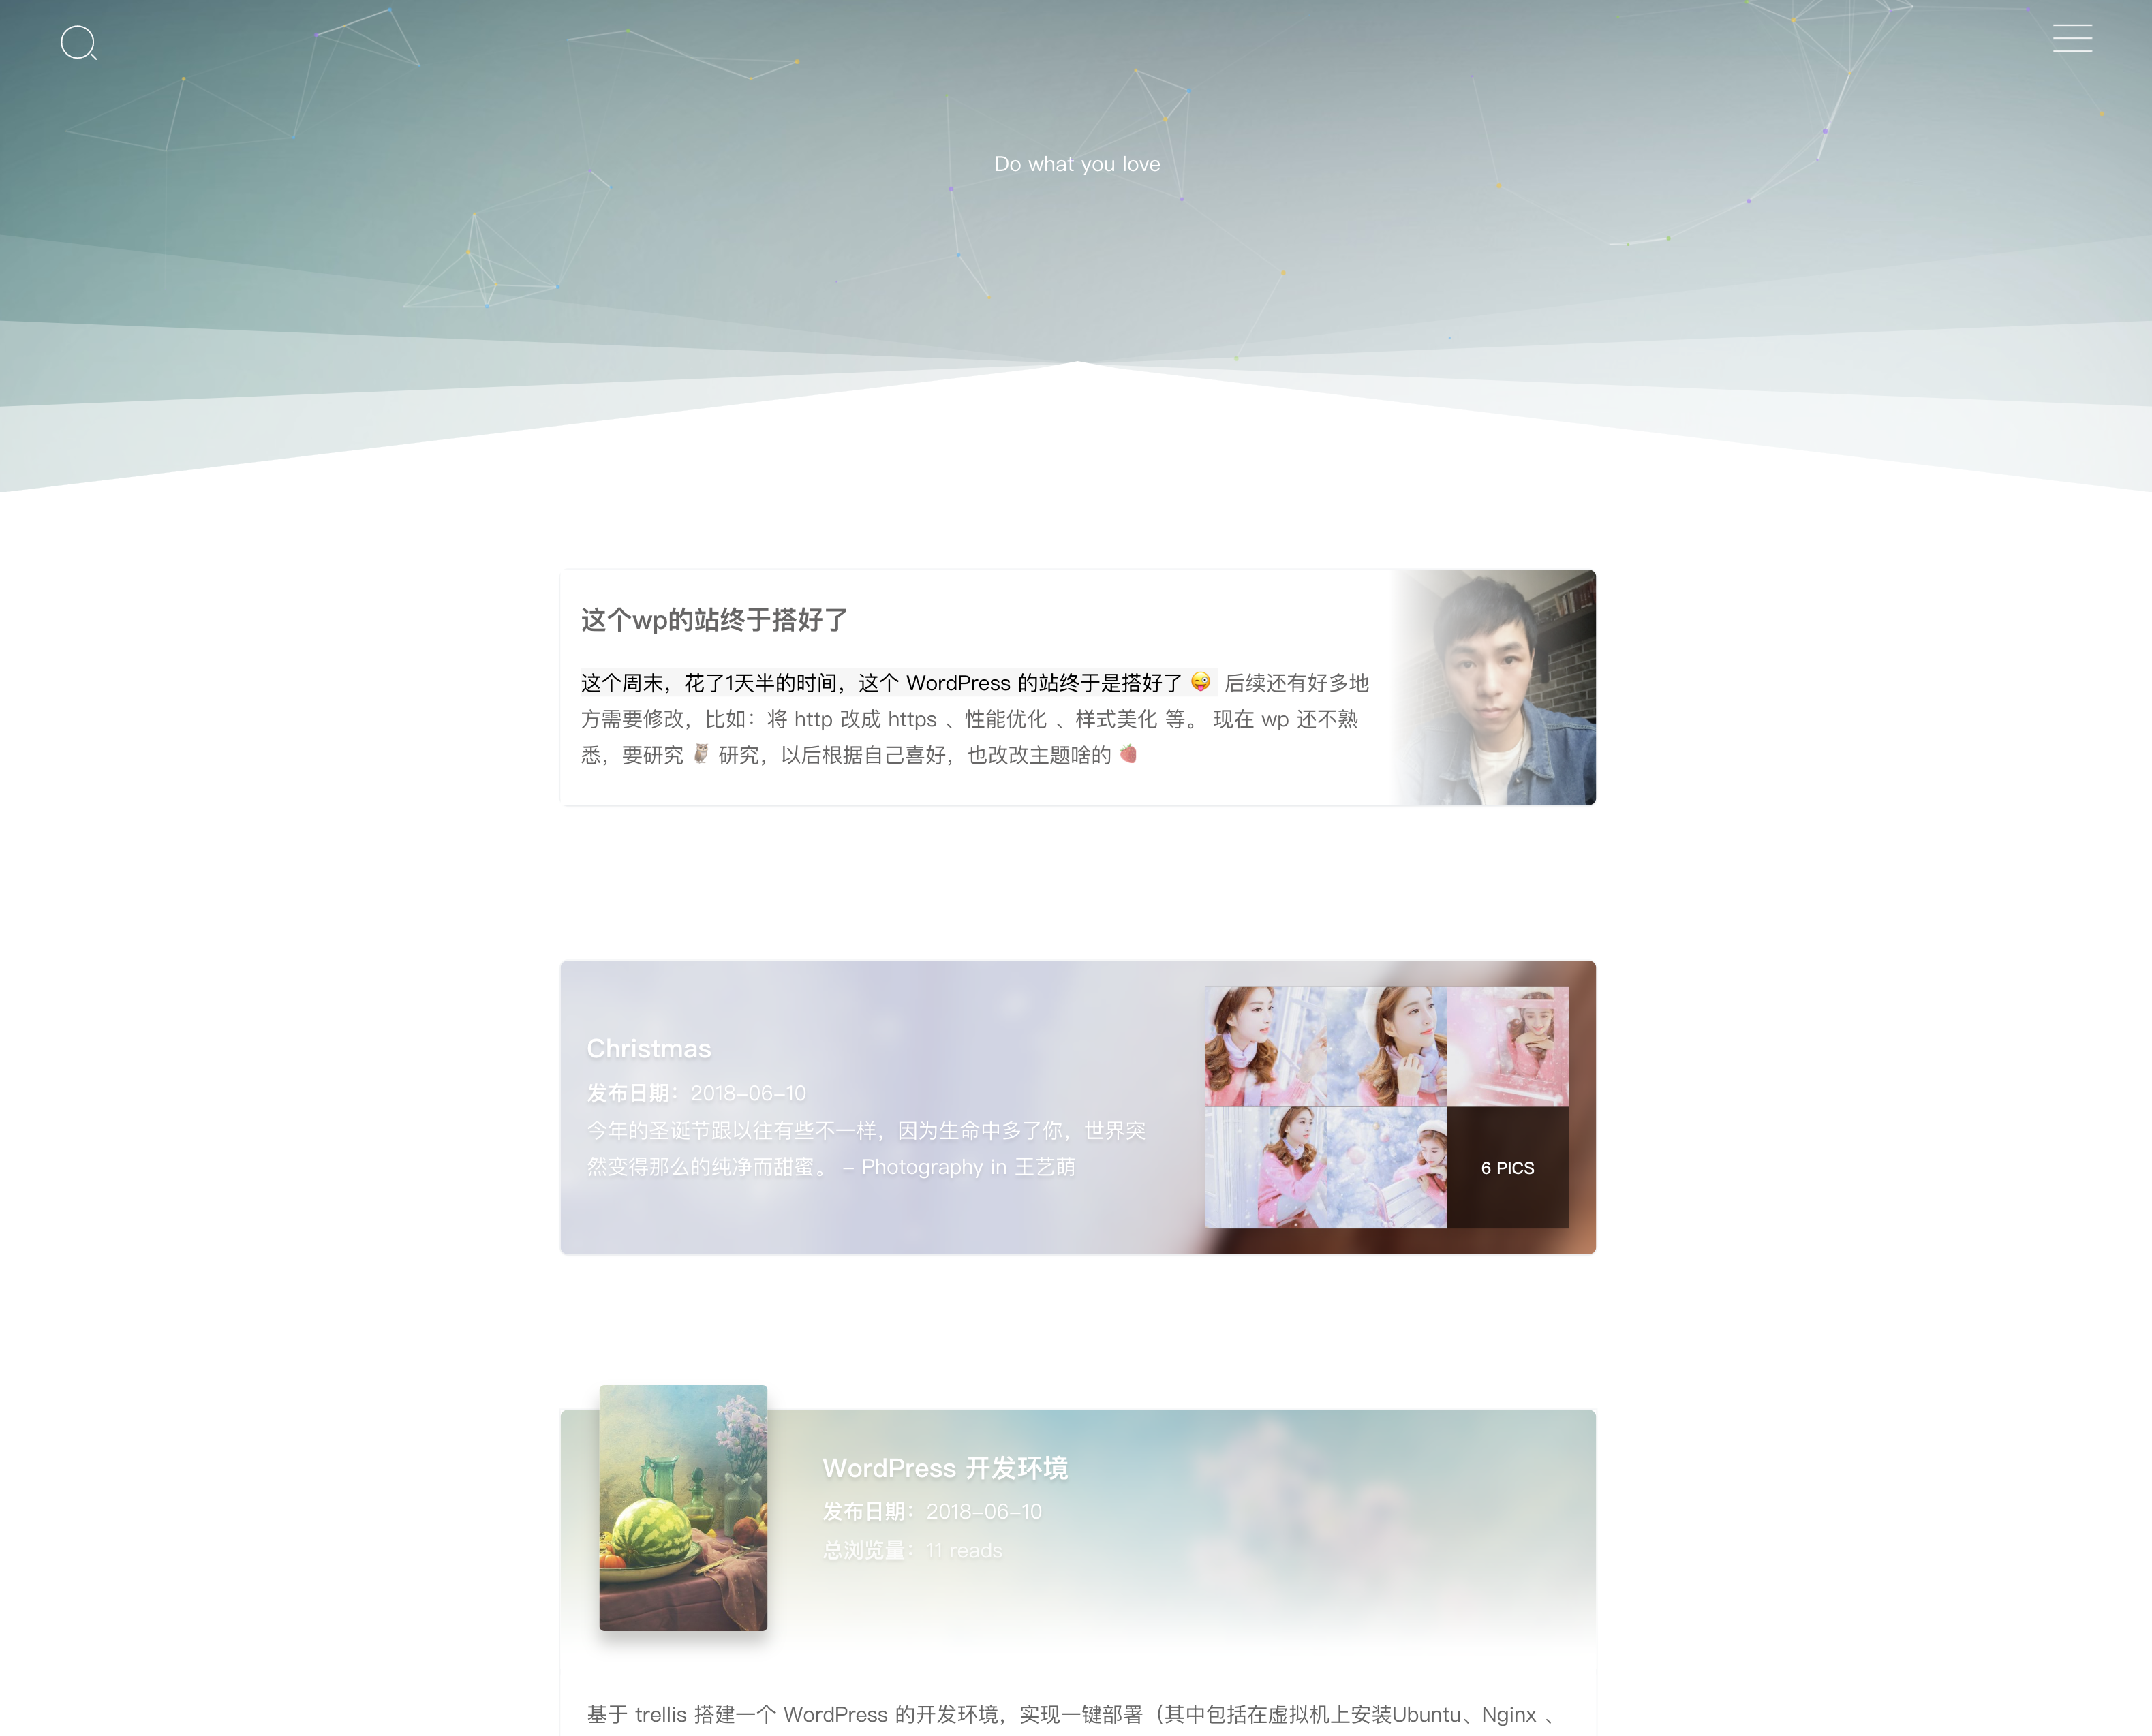 Do what you love
这个wp的站终于搭好了
这个周末，花了1天半的时间，这个 WordPress 的站终于是搭好了 😜 后续还有好多地
方需要修改，比如：将 http 改成 https 、性能优化 、样式美化 等。 现在 wp 还不熟
悉，要研究 🦉 研究，以后根据自己喜好，也改改主题啥的 🍓
Christmas
发布日期：2018-06-10
今年的圣诞节跟以往有些不一样，因为生命中多了你，世界突
然变得那么的纯净而甜蜜。 - Photography in 王艺萌
6 PICS
WordPress 开发环境
发布日期：2018-06-10
总浏览量：11 reads
基于 trellis 搭建一个 WordPress 的开发环境，实现一键部署（其中包括在虚拟机上安装Ubuntu、Nginx 、